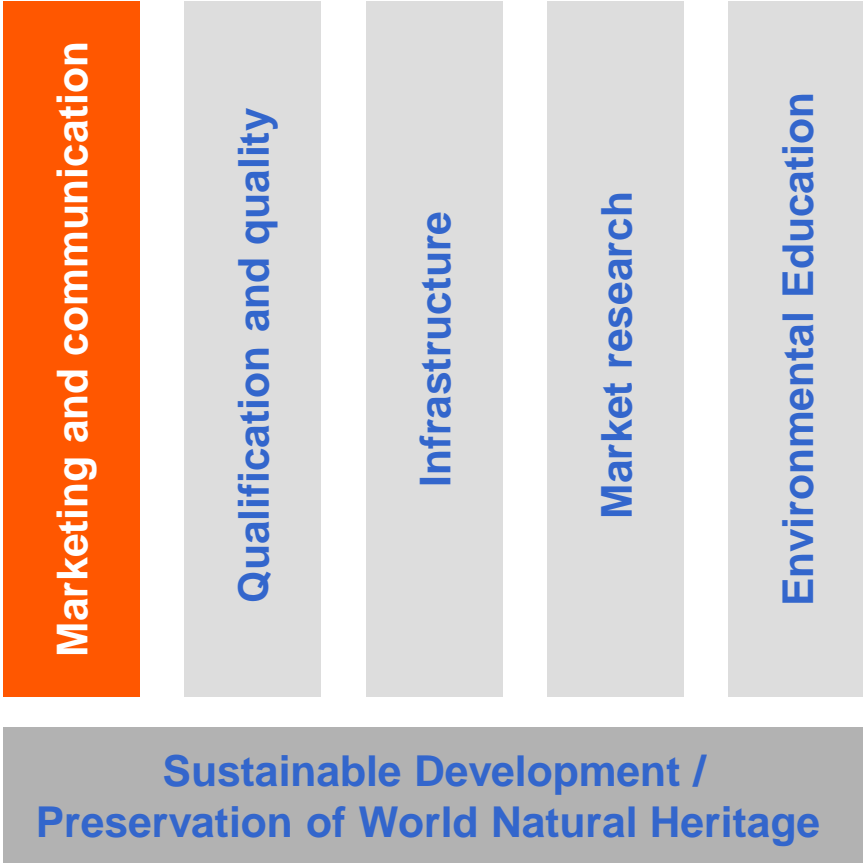 Marketing and communication
Qualification and quality
Infrastructure
Market research
Environmental Education
Sustainable Development /
Preservation of World Natural Heritage